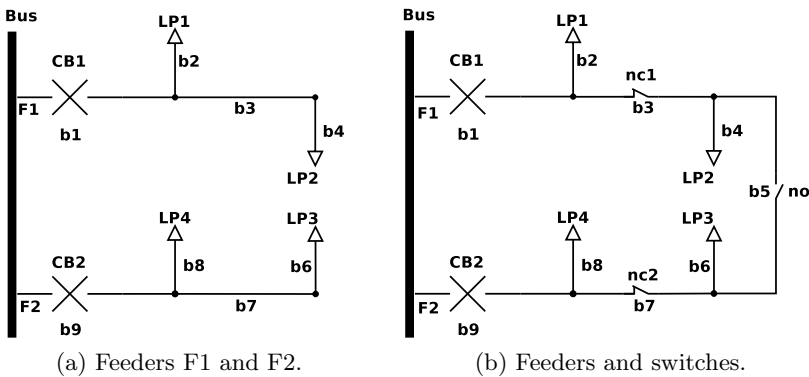 Bus
LP1
CB1
b2
F1
b3
b1
b4
LP2
LP4
LP3
CB2
b8
b6
F2
b7
b9
(a) Feeders F1 and F2.
Bus
LP1
CB1
b2
nc1
F1
b3
b1
b4
LP2
b5
no
LP4
LP3
CB2
b8
nc2
b6
F2
b7
b9
(b) Feeders and switches.